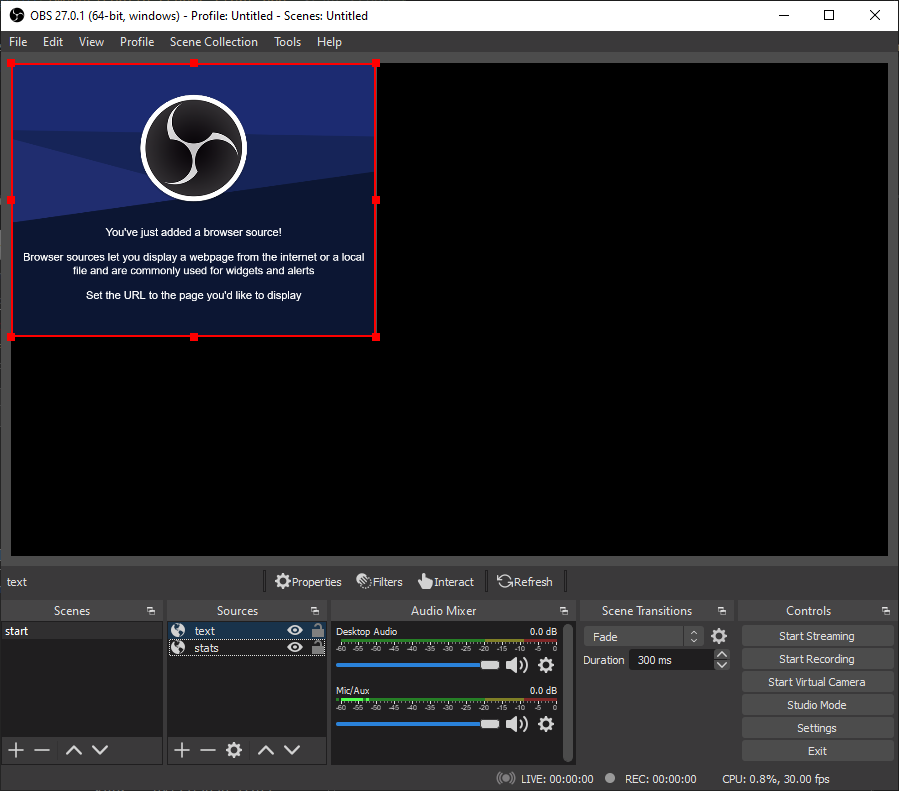 OBS 27.0.1 (64-bit, windows) - Profile: Untitled - Scenes: Untitled
File Edit View Profile Scene Collection Tools Help
You've just added a browser source!
Browser sources let you display a webpage from the internet or a local
file and are commonly used for widgets and alerts
Set the URL to the page you'd like to display
text Properties Filters Interact Refresh
Scenes
start
Sources
text
stats
Audio Mixer
Desktop Audio 0.0 dB
-60 -55 -50 -45 -40 -35 -30 -25 -20 -15 -10 -5 0
Mic/Aux 0.0 dB
-60 -55 -50 -45 -40 -35 -30 -25 -20 -15 -10 -5 0
Scene Transitions
Fade
Duration 300 ms
Controls
Start Streaming
Start Recording
Start Virtual Camera
Studio Mode
Settings
Exit
LIVE: 00:00:00 REC: 00:00:00 CPU: 0.8%, 30.00 fps